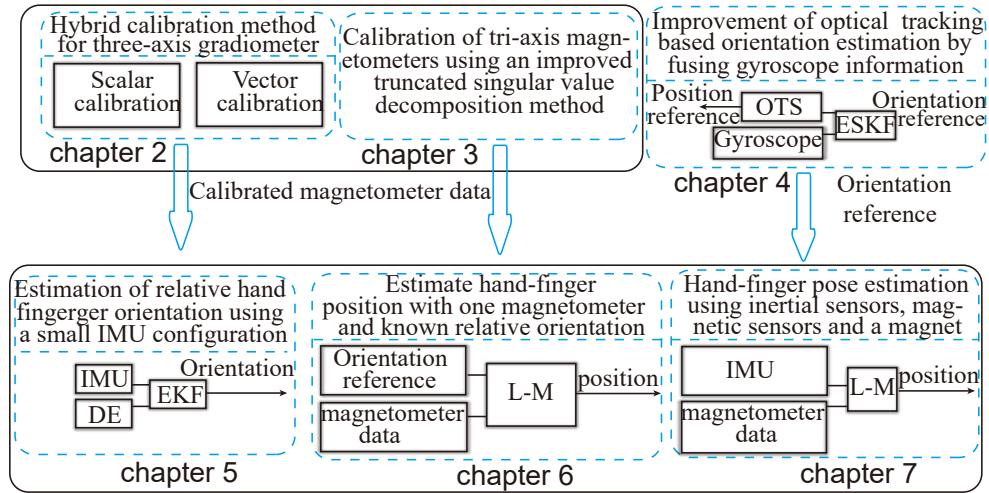 Hybrid calibration method
for three-axis gradiometer
Scalar
calibration
Vector
calibration
chapter 2
Calibration of tri-axis magn-
etometers using an improved
truncated singular value
decomposition method
chapter 3
Improvement of optical tracking
based orientation estimation by
fusing gyroscope information
Position
reference
OTS
Gyroscope
ESKF
Orientation
reference
chapter 4
Calibrated magnetometer data
Orientation
reference
Estimation of relative hand
fingerger orientation using
a small IMU configuration
IMU
DE
EKF
Orientation
chapter 5
Estimate hand-finger
position with one magnetometer
and known relative orientation
Orientation
reference
magnetometer
data
L-M
position
chapter 6
Hand-finger pose estimation
using inertial sensors, mag-
netic sensors and a magnet
IMU
magnetometer
data
L-M
position
chapter 7